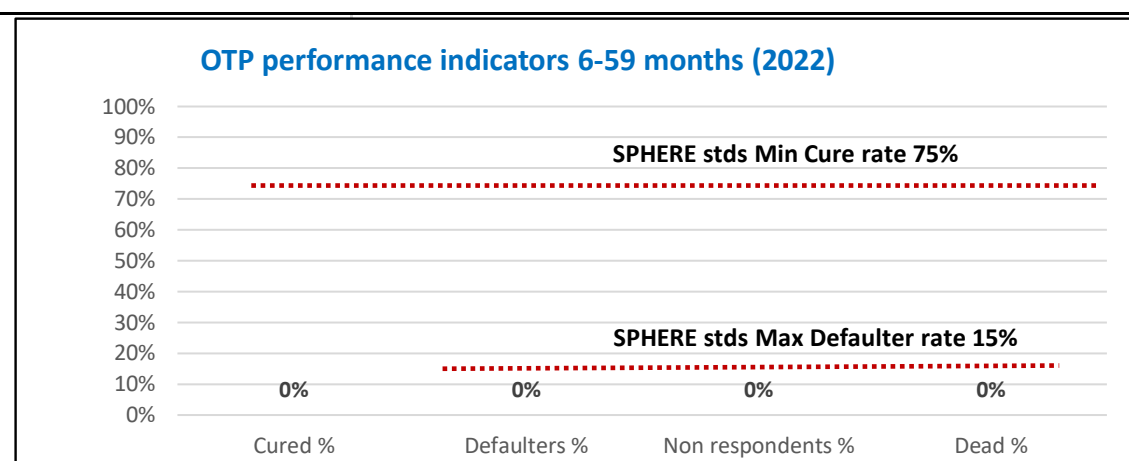 OTP performance indicators 6-59 months (2022)
100%
90%
SPHERE stds Min Cure rate 75%
80%
70%
60%
50%
40%
30%
SPHERE stds Max Defaulter rate 15%
20%
10%
0% 0% 0% 0%
0%
Cured % Defaulters % Non respondents % Dead %